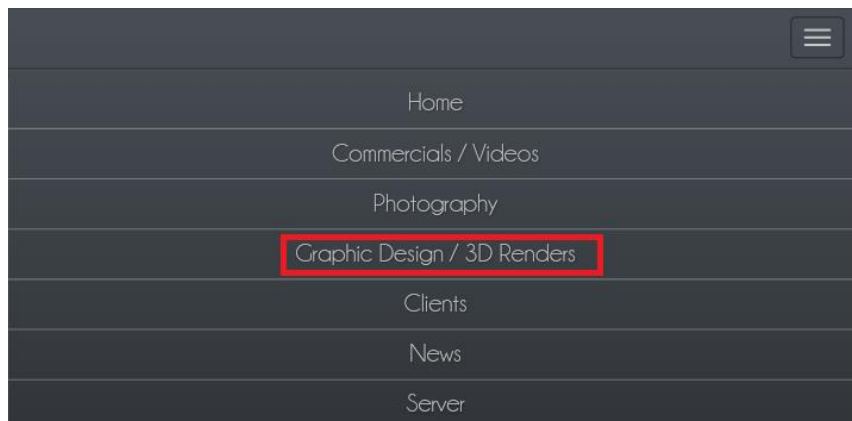 Home
Commercials / Videos
Photography
Graphic Design / 3D Renders
Clients
News
Server